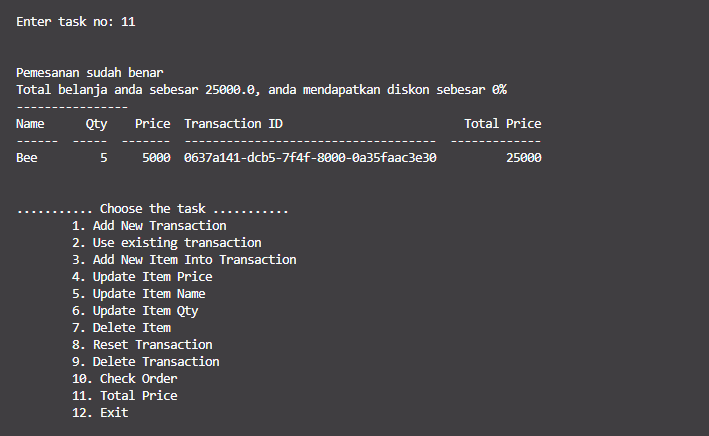 Enter task no: 11
Pemesanan sudah benar
Total belanja anda sebesar 25000.0, anda mendapatkan diskon sebesar 0%
----------------
Name      Qty    Price  Transaction ID                          Total Price
------  -----  -------  ------------------------------------  -------------
Bee         5     5000  0637a141-dcb5-7f4f-8000-0a35faac3e30          25000
........... Choose the task ...........
1. Add New Transaction
2. Use existing transaction
3. Add New Item Into Transaction
4. Update Item Price
5. Update Item Name
6. Update Item Qty
7. Delete Item
8. Reset Transaction
9. Delete Transaction
10. Check Order
11. Total Price
12. Exit